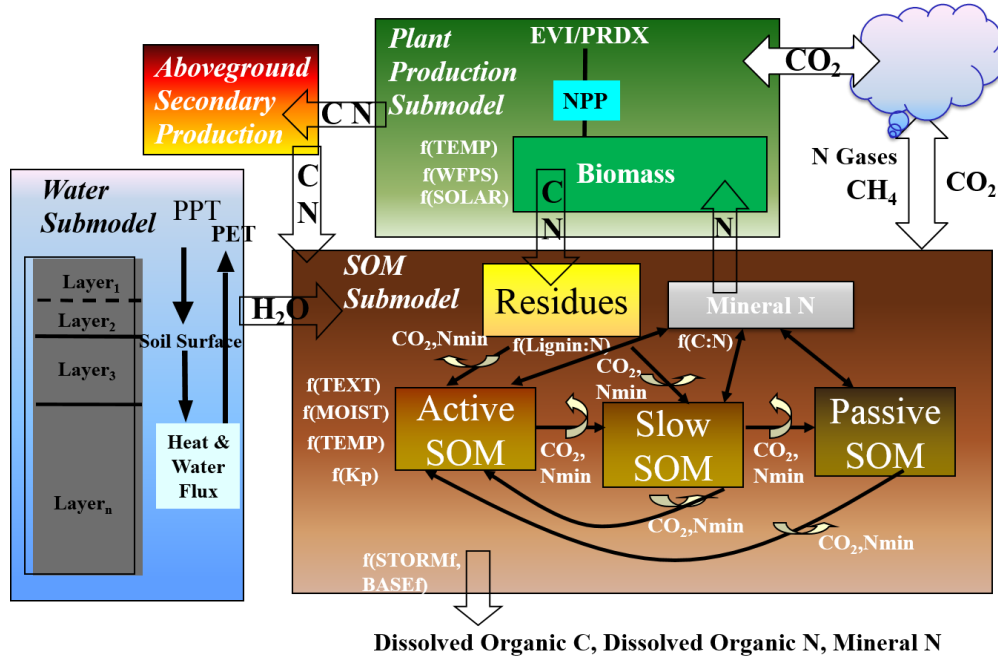 Aboveground
Secondary
Production
Plant
Production
Submodel
EVI/PRDX
NPP
f(TEMP)
f(WFPS)
f(SOLAR)
Biomass
CO2
N Gases
CH4
CO2
C N
C
N
C
N
N
Water
Submodel
PPT
PET
Layer1
Layer2
Layer3
Layern
Soil Surface
Heat &
Water
Flux
H2O
SOM
Submodel
Residues
Mineral N
CO2,Nmin
f(Lignin:N)
f(C:N)
CO2,
Nmin
f(TEXT)
f(MOIST)
f(TEMP)
f(Kp)
Active
SOM
CO2,
Nmin
Slow
SOM
CO2,
Nmin
Passive
SOM
CO2,Nmin
CO2,Nmin
f(STORMf,
BASEf)
Dissolved Organic C, Dissolved Organic N, Mineral N